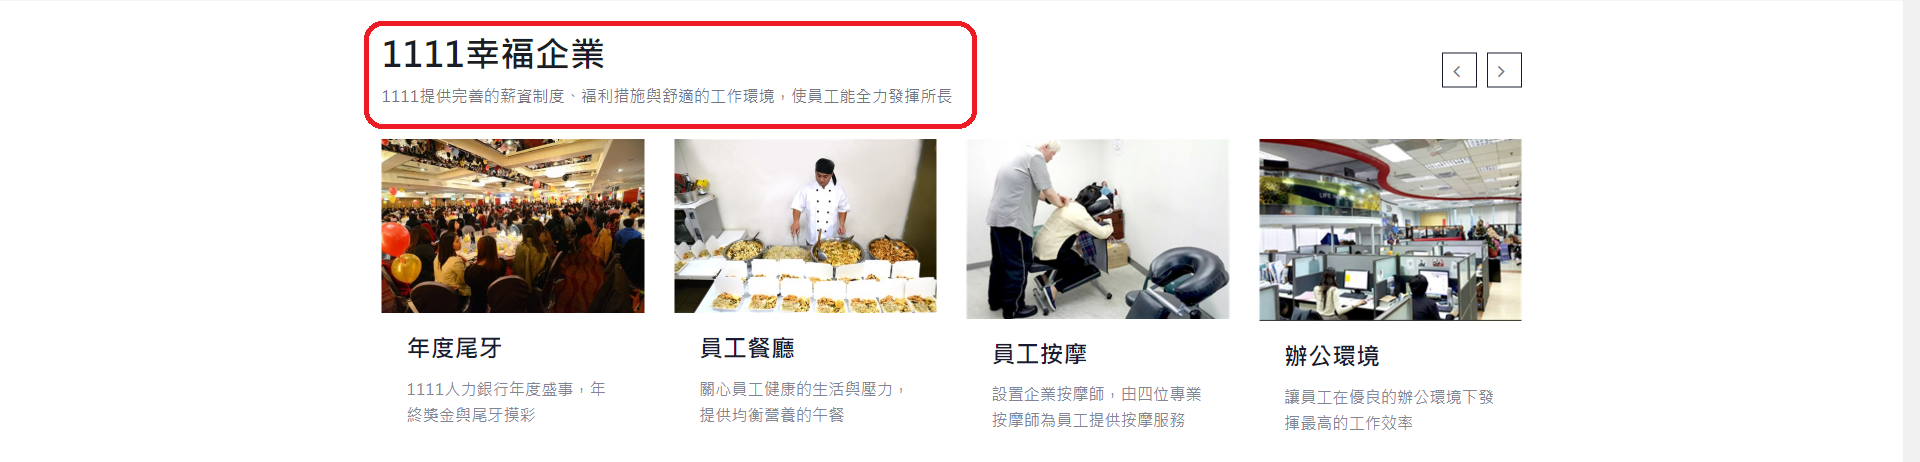 1111幸福企業
1111提供完善的薪資制度、福利措施與舒適的工作環境，使員工能全力發揮所長
年度尾牙
1111人力銀行年度盛事，年
終獎金與尾牙摸彩
員工餐廳
關心員工健康的生活與壓力，
提供均衡營養的午餐
員工按摩
設置企業按摩師，由四位專業
按摩師為員工提供按摩服務
辦公環境
讓員工在優良的辦公環境下發
揮最高的工作效率